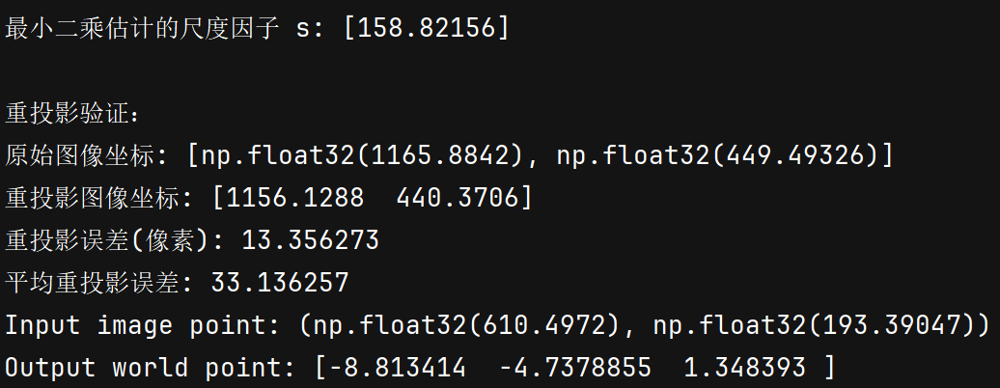 最小二乘估计的尺度因子 s: [158.82156]
重投影验证:
原始图像坐标: [np.float32(1165.8842), np.float32(449.49326)]
重投影图像坐标: [1156.1288  440.3706]
重投影误差(像素): 13.356273
平均重投影误差: 33.136257
Input image point: (np.float32(610.4972), np.float32(193.39047))
Output world point: [-8.813414  -4.7378855  1.348393 ]